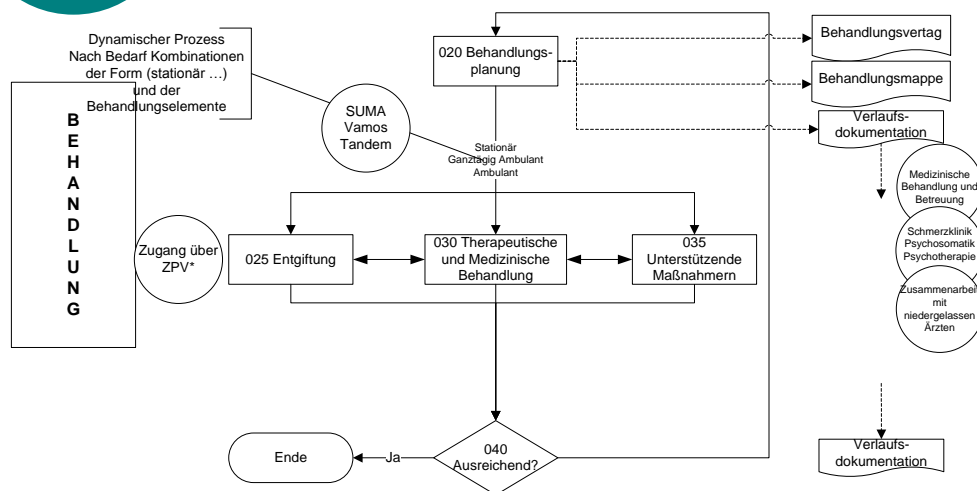 Dynamischer Prozess
Nach Bedarf Kombinationen
der Form (stationär ...)
und der
Behandlungselemente
B
E
H
A
N
D
L
U
N
G
SUMA
Vamos
Tandem
020 Behandlungs-
planung
Behandlungsvertag
Behandlungsmappe
Verlaufs-
dokumentation
Stationär
Ganztägig Ambulant
Ambulant
Medizinische
Behandlung und
Betreuung
Schmerzklinik
Psychosomatik
Psychotherapie
Zusammenarbeit
mit
niedergelassen
Ärzten
Zugang über
ZPV*
025 Entgiftung
030 Therapeutische
und Medizinische
Behandlung
035
Unterstützende
Maßnahmern
040
Ausreichend?
Ja
Ende
Verlaufs-
dokumentation